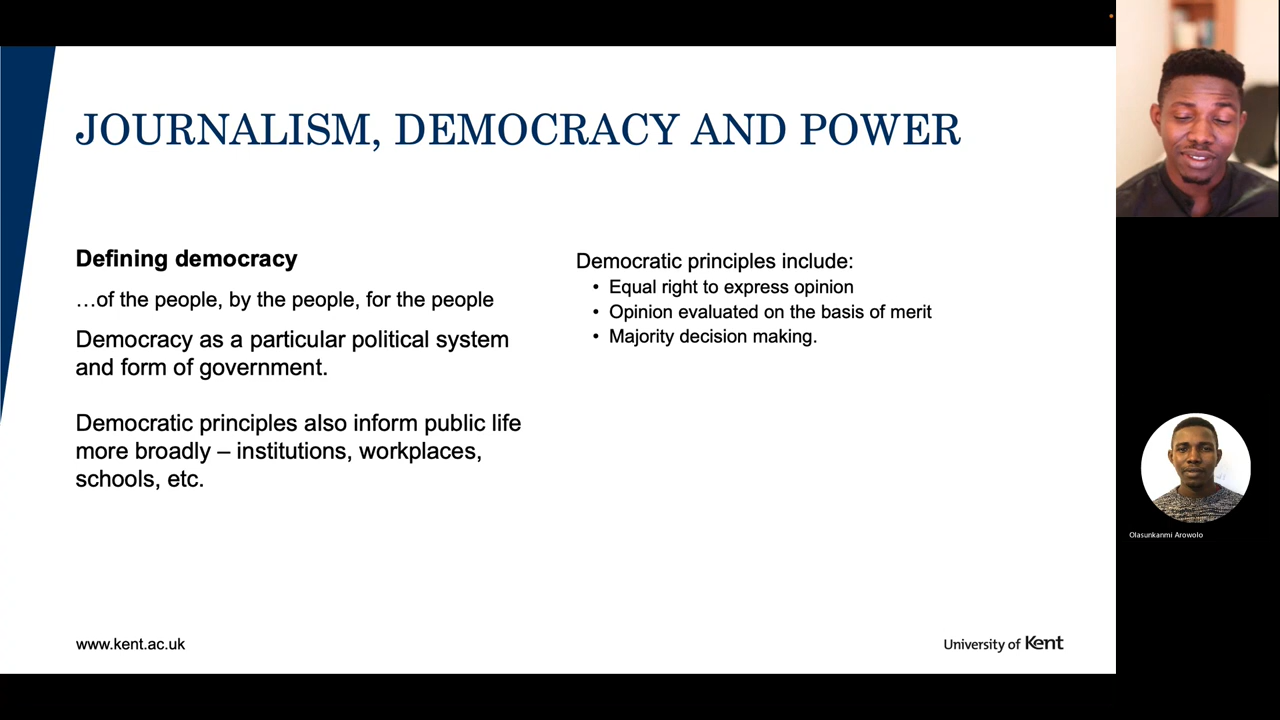 JOURNALISM, DEMOCRACY AND POWER
Defining democracy
…of the people, by the people, for the people
Democracy as a particular political system
and form of government.
Democratic principles also inform public life
more broadly – institutions, workplaces,
schools, etc.
Democratic principles include:
• Equal right to express opinion
• Opinion evaluated on the basis of merit
• Majority decision making.
www.kent.ac.uk
University of Kent
Olasunkanmi Arowolo